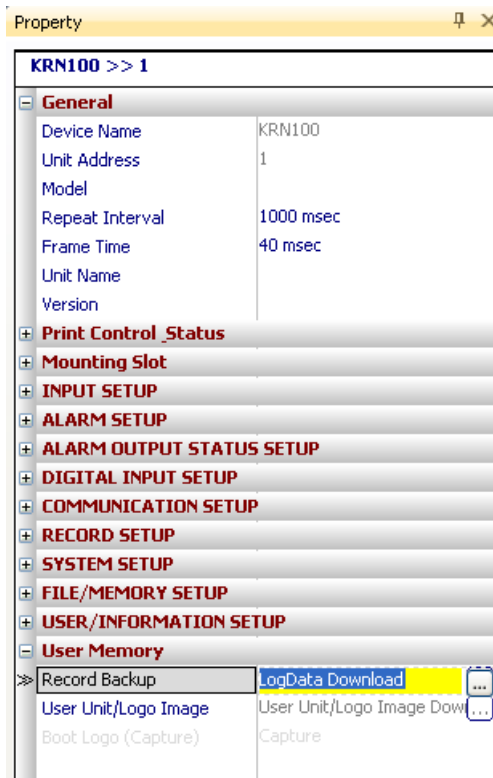 Property
KRN100 >> 1
General
Device Name KRN100
Unit Address 1
Model
Repeat Interval 1000 msec
Frame Time 40 msec
Unit Name
Version
Print Control_Status
Mounting Slot
INPUT SETUP
ALARM SETUP
ALARM OUTPUT STATUS SETUP
DIGITAL INPUT SETUP
COMMUNICATION SETUP
RECORD SETUP
SYSTEM SETUP
FILE/MEMORY SETUP
USER/INFORMATION SETUP
User Memory
Record Backup LogData Download ...
User Unit/Logo Image User Unit/Logo Image Dow ...
Boot Logo (Capture) Capture